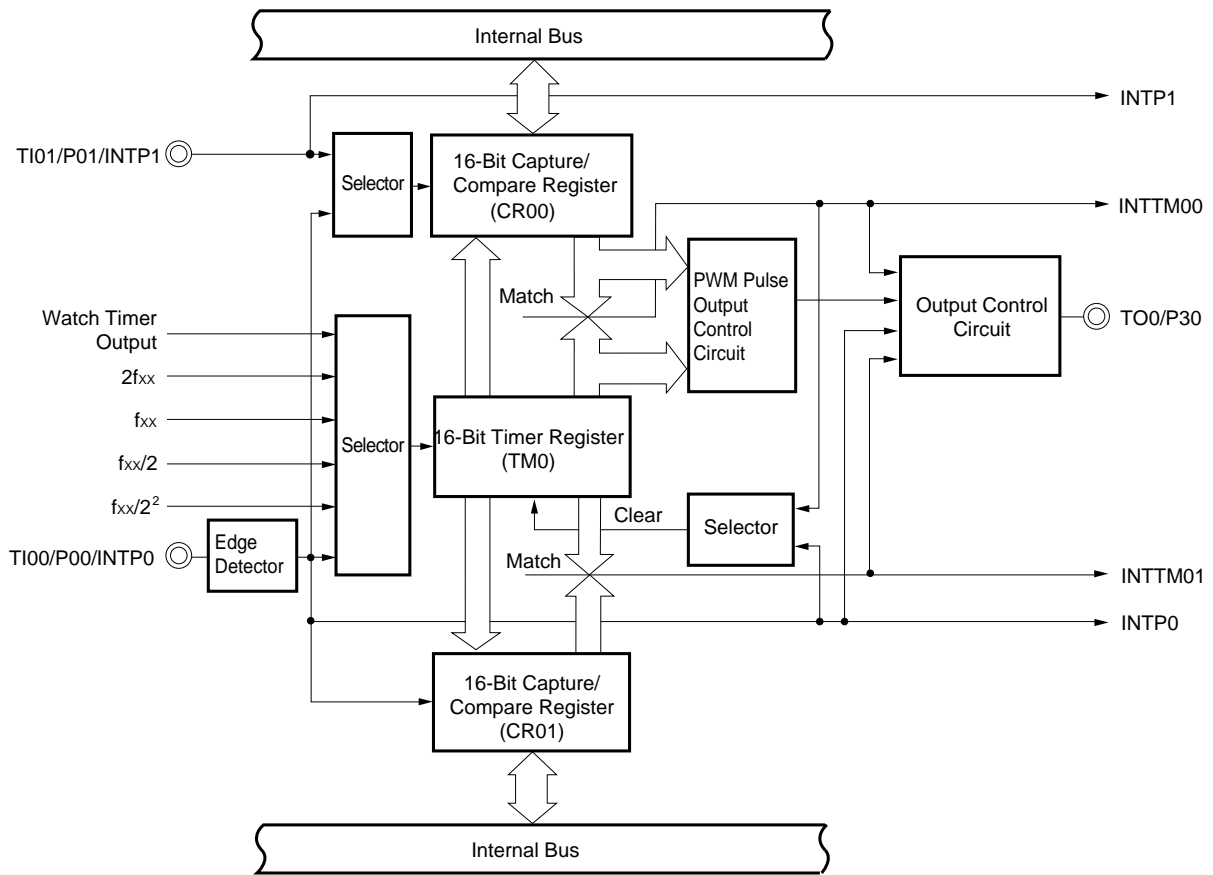 Internal Bus
INTP1
TI01/P01/INTP1
Selector
16-Bit Capture/
Compare Register
(CR00)
INTTM00
PWM Pulse
Output
Control
Circuit
Match
Output Control
Circuit
TO0/P30
Watch Timer
Output
2fxx
fxx
fxx/2
fxx/2²
Selector
16-Bit Timer Register
(TM0)
Clear
Selector
TI00/P00/INTP0
Edge
Detector
Match
INTTM01
INTP0
16-Bit Capture/
Compare Register
(CR01)
Internal Bus